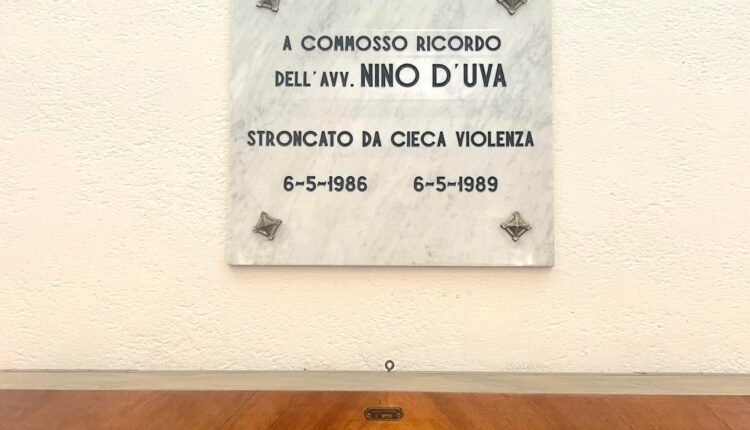 A COMMOSSO RICORDO
DELL'AVV. NINO D'UVA
STRONCATO DA CIECA VIOLENZA
6-5-1986 6-5-1989